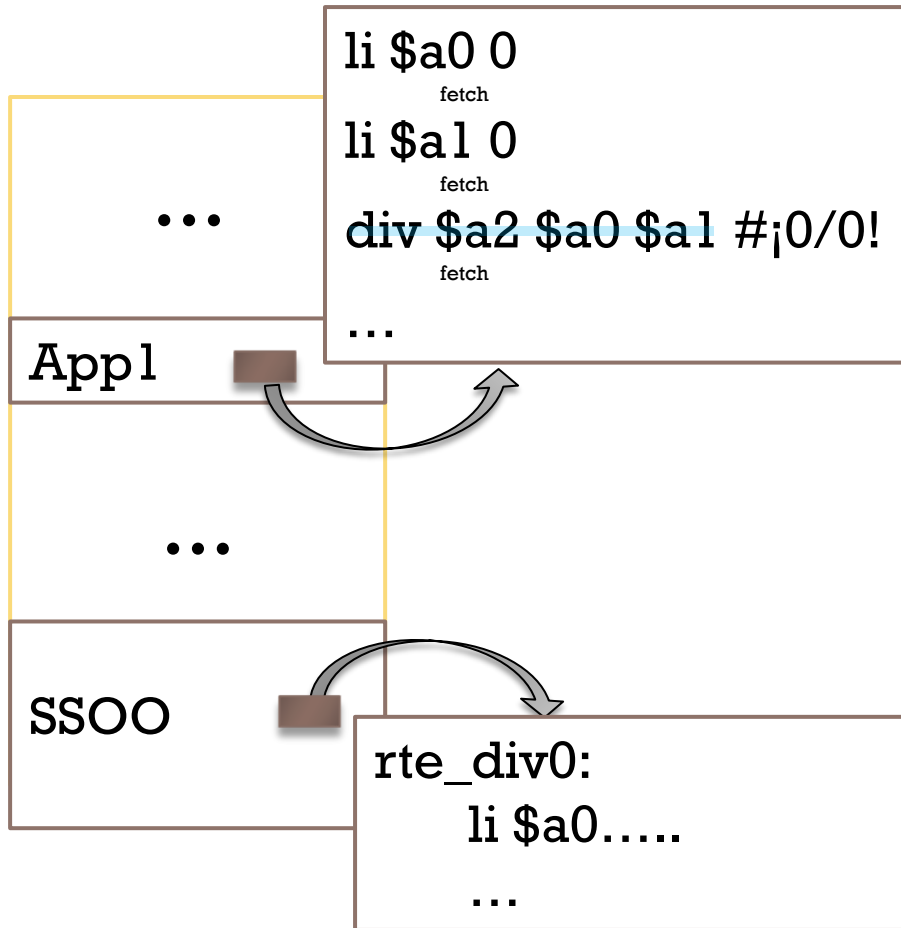 li $a0 0
fetch
li $a1 0
fetch
div $a2 $a0 $a1 #¡0/0!
fetch
…
…
App1
…
SSOO
rte_div0:
li $a0…..
…